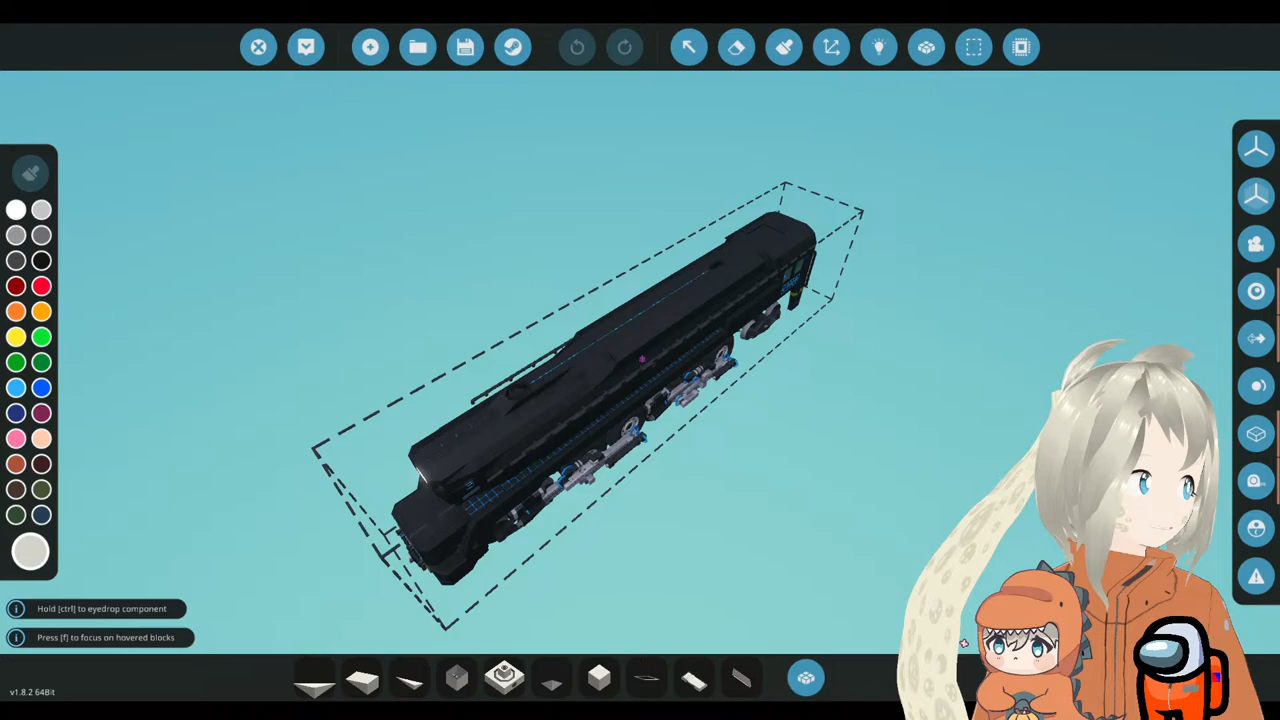 Hold [ctrl] to eyedrop component
Press [f] to focus on hovered blocks
v1.8.2 64Bit